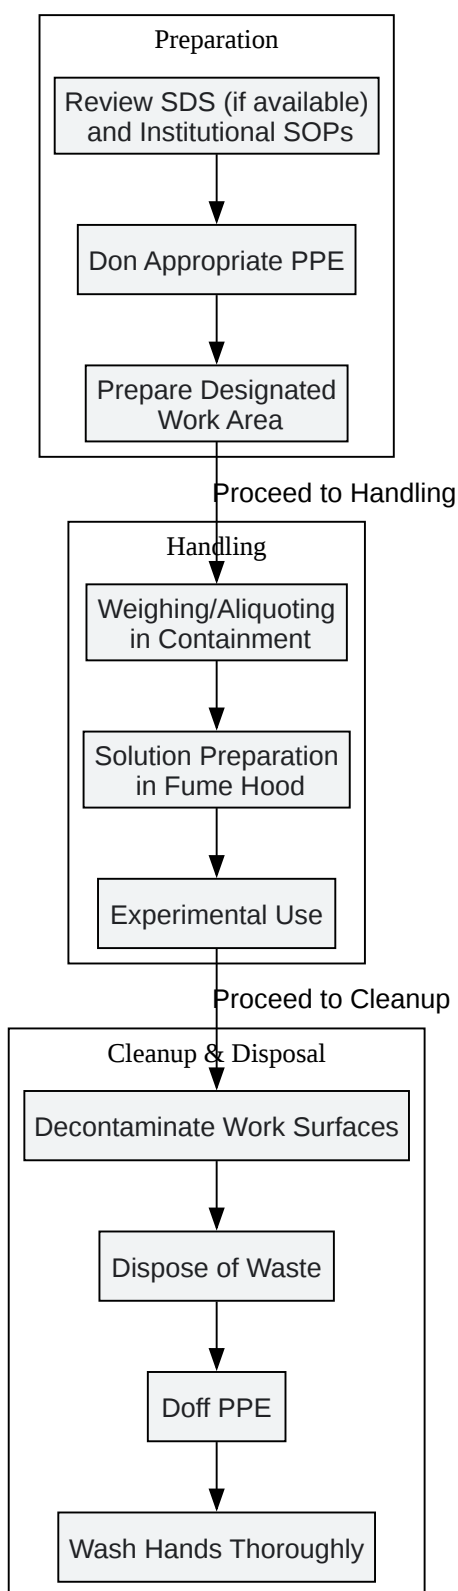 Preparation
Review SDS (if available)
and Institutional SOPs
Don Appropriate PPE
Prepare Designated
Work Area
Proceed to Handling
Handling
Weighing/Aliquoting
in Containment
Solution Preparation
in Fume Hood
Experimental Use
Proceed to Cleanup
Cleanup & Disposal
Decontaminate Work Surfaces
Dispose of Waste
Doff PPE
Wash Hands Thoroughly